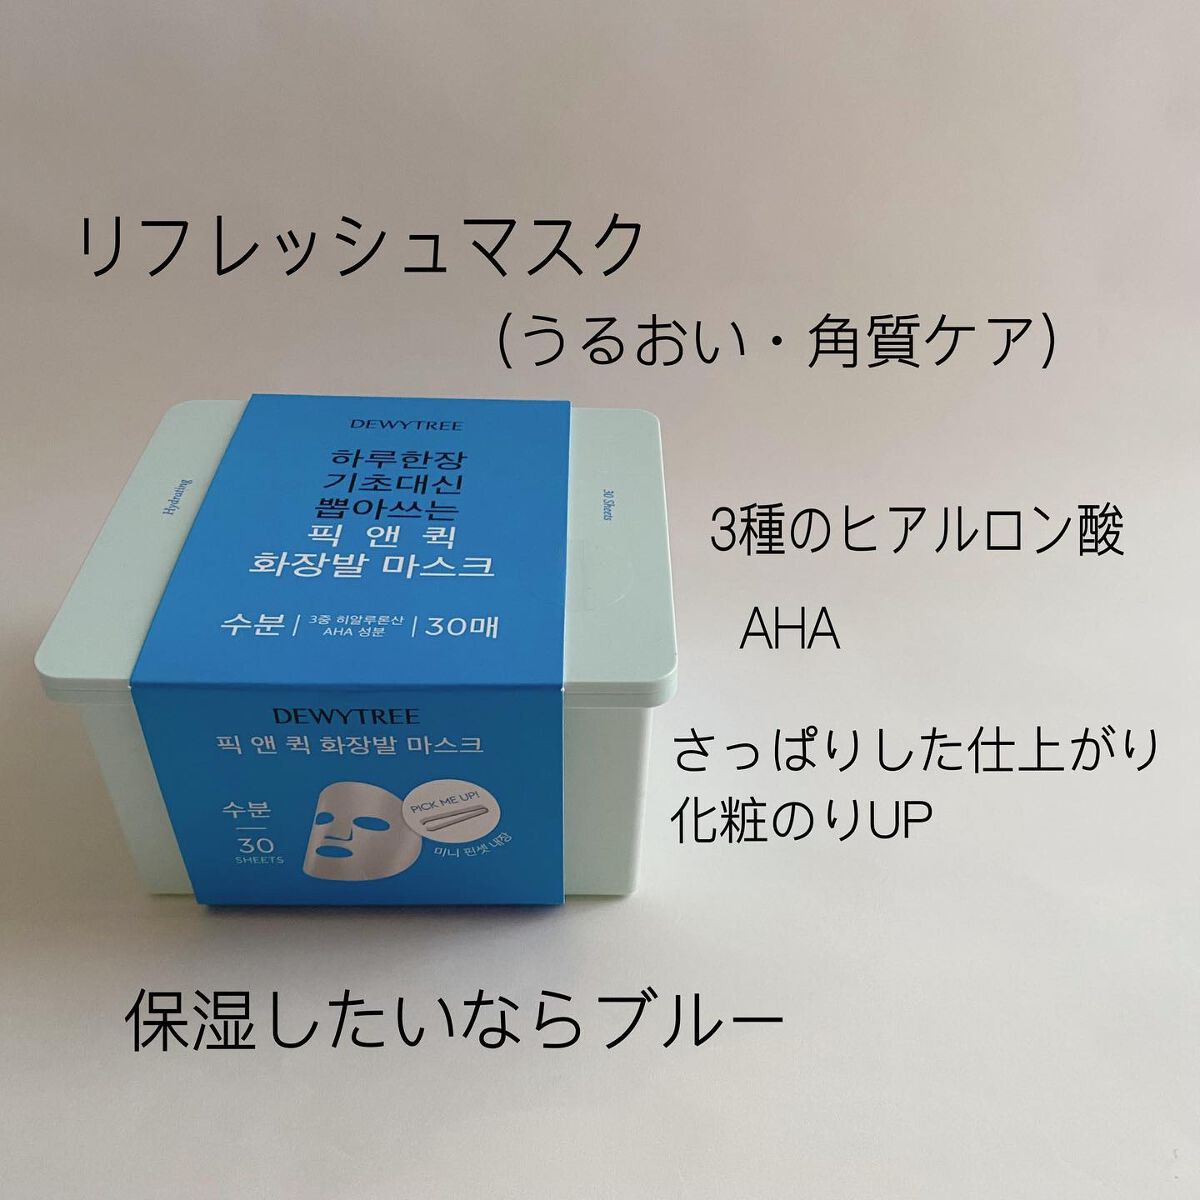 リフレッシュマスク
(うるおい・角質ケア)
DEWYTREE
하루한장
기초대신
뽑아쓰는
픽 앤 퀵
화장발 마스크
수분 | 3중 히알루론산 AHA 성분 | 30매
Hydrating
30 Sheets
DEWYTREE
픽 앤 퀵 화장발 마스크
수분
30
SHEETS
PICK ME UP!
미니 핀셋 내장
3種のヒアルロン酸
AHA
さっぱりした仕上がり
化粧のりUP
保湿したいならブルー